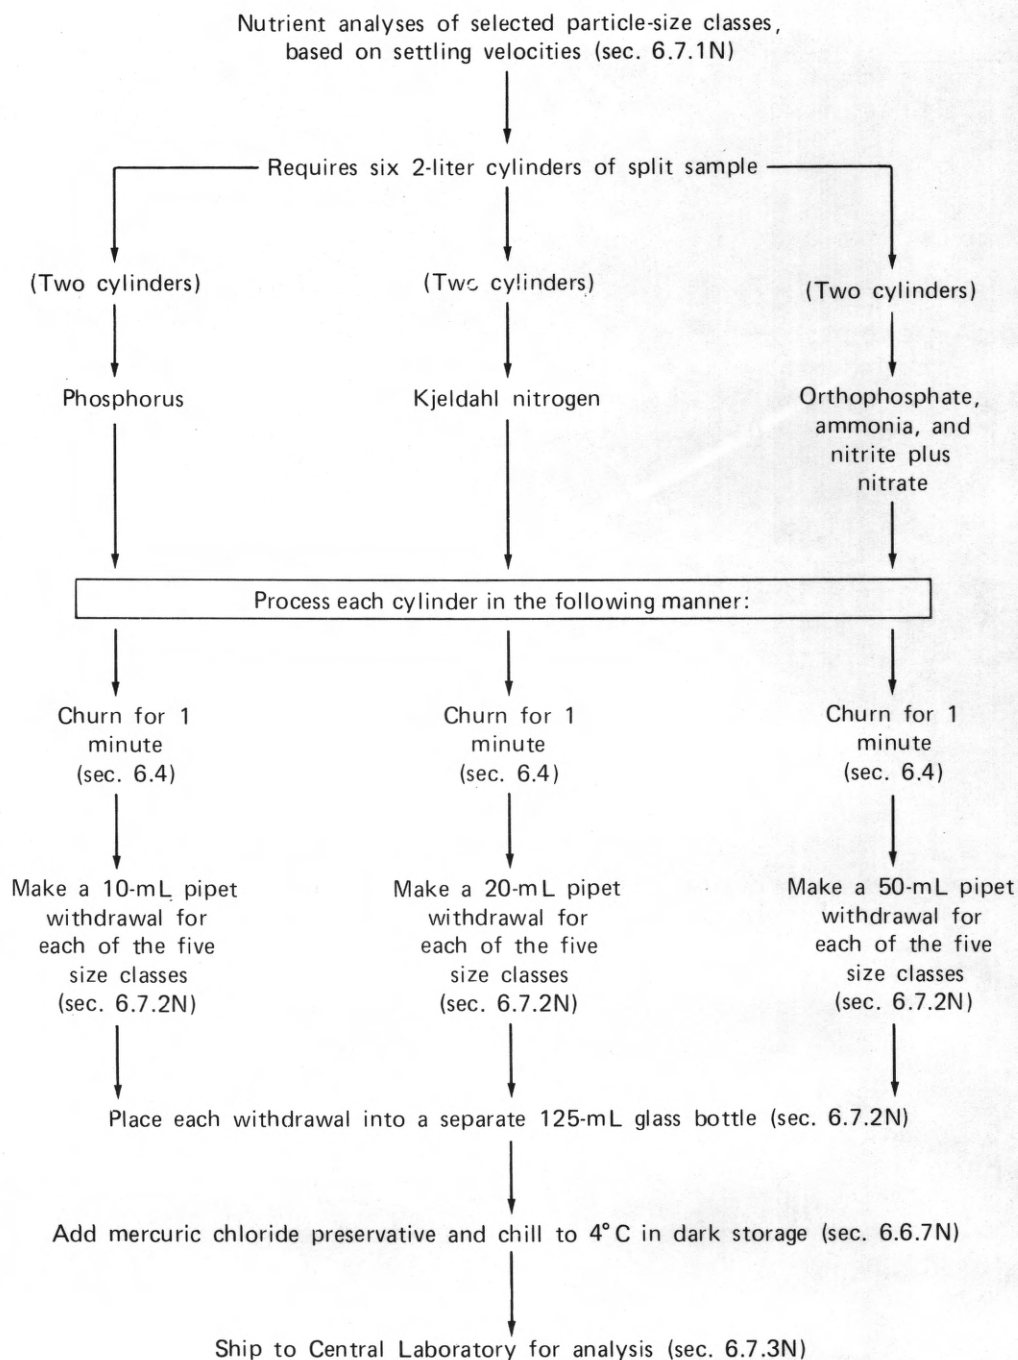 Nutrient analyses of selected particle-size classes,
based on settling velocities (sec. 6.7.1N)
Requires six 2-liter cylinders of split sample
(Two cylinders)
(Two cylinders)
(Two cylinders)
Phosphorus
Kjeldahl nitrogen
Orthophosphate,
ammonia, and
nitrite plus
nitrate
Process each cylinder in the following manner:
Churn for 1
minute
(sec. 6.4)
Churn for 1
minute
(sec. 6.4)
Churn for 1
minute
(sec. 6.4)
Make a 10-mL pipet
withdrawal for
each of the five
size classes
(sec. 6.7.2N)
Make a 20-mL pipet
withdrawal for
each of the five
size classes
(sec. 6.7.2N)
Make a 50-mL pipet
withdrawal for
each of the five
size classes
(sec. 6.7.2N)
Place each withdrawal into a separate 125-mL glass bottle (sec. 6.7.2N)
Add mercuric chloride preservative and chill to 4°C in dark storage (sec. 6.6.7N)
Ship to Central Laboratory for analysis (sec. 6.7.3N)